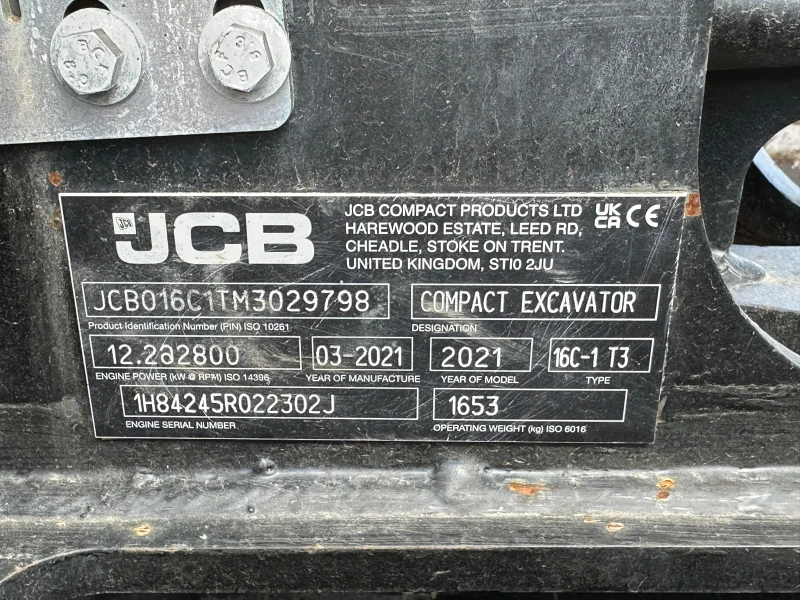 JCB
JCB COMPACT PRODUCTS LTD
HAREWOOD ESTATE, LEED RD,
CHEADLE, STOKE ON TRENT.
UNITED KINGDOM, ST10 2JU
UK
CA
CE
JCB016C1TM3029798
COMPACT EXCAVATOR
Product Identification Number (PIN) ISO 10261
DESIGNATION
03-2021
2021
16C-1 T3
ENGINE POWER (kW @ RPM) ISO 14396
YEAR OF MANUFACTURE
YEAR OF MODEL
TYPE
1H84245R022302J
1653
ENGINE SERIAL NUMBER
OPERATING WEIGHT (kg) ISO 6016